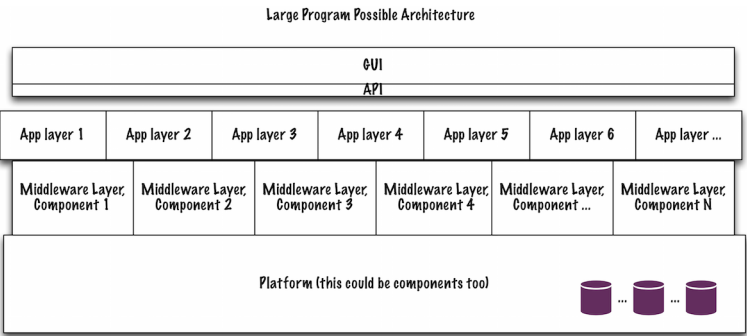 Large Program Possible Architecture
GUI
API
App layer 1 App layer 2 App layer 3 App layer 4 App layer 5 App layer 6 App layer ...
Middleware Layer, Middleware Layer, Middleware Layer, Middleware Layer, Middleware Layer, Middleware Layer,
Component 1 Component 2 Component 3 Component 4 Component ... Component N
Platform (this could be components too)
... ...